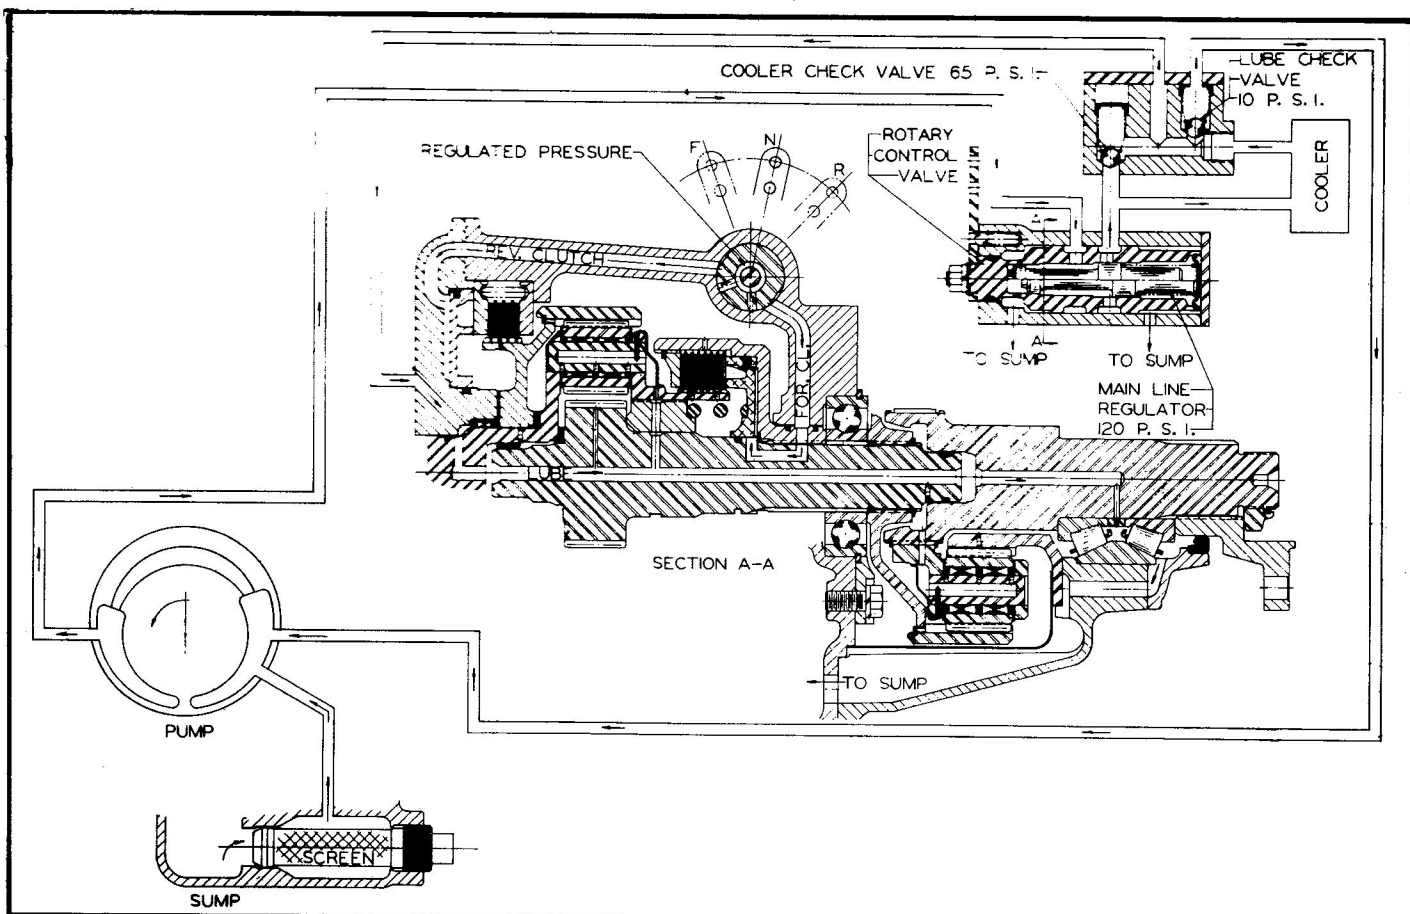 COOLER CHECK VALVE 65 P. S. I.
LUBE CHECK
VALVE
10 P. S. I.
ROTARY
CONTROL
VALVE
REGULATED PRESSURE
F
N
R
COOLER
REV. CLUTCH
A
A
TO SUMP
TO SUMP
MAIN LINE
REGULATOR
120 P. S. I.
FOR. CL.
LUBE
SECTION A-A
TO SUMP
PUMP
SCREEN
SUMP